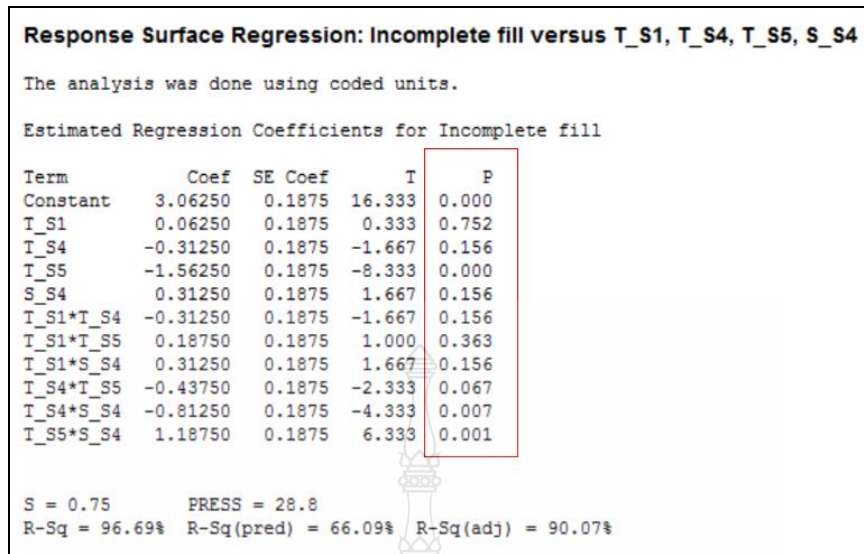 Response Surface Regression: Incomplete fill versus T_S1, T_S4, T_S5, S_S4
The analysis was done using coded units.
Estimated Regression Coefficients for Incomplete fill
Term Coef SE Coef T P
Constant 3.06250 0.1875 16.333 0.000
T_S1 0.06250 0.1875 0.333 0.752
T_S4 -0.31250 0.1875 -1.667 0.156
T_S5 -1.56250 0.1875 -8.333 0.000
S_S4 0.31250 0.1875 1.667 0.156
T_S1*T_S4 -0.31250 0.1875 -1.667 0.156
T_S1*T_S5 0.18750 0.1875 1.000 0.363
T_S1*S_S4 0.31250 0.1875 1.667 0.156
T_S4*T_S5 -0.43750 0.1875 -2.333 0.067
T_S4*S_S4 -0.81250 0.1875 -4.333 0.007
T_S5*S_S4 1.18750 0.1875 6.333 0.001
S = 0.75 PRESS = 28.8
R-Sq = 96.69% R-Sq(pred) = 66.09% R-Sq(adj) = 90.07%